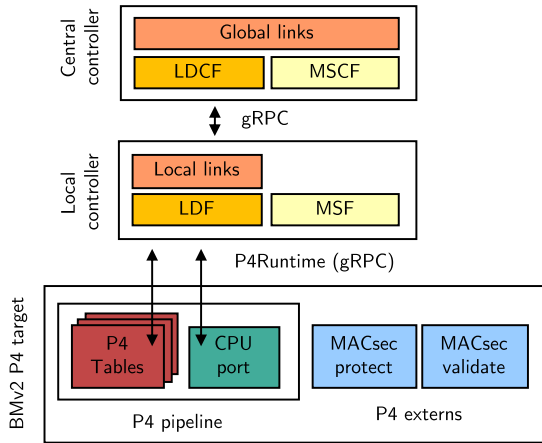 Central
controller
Global links
LDCF
MSCF
gRPC
Local
controller
Local links
LDF
MSF
P4Runtime (gRPC)
BMv2 P4 target
P4
Tables
CPU
port
MACsec
protect
MACsec
validate
P4 pipeline
P4 externs